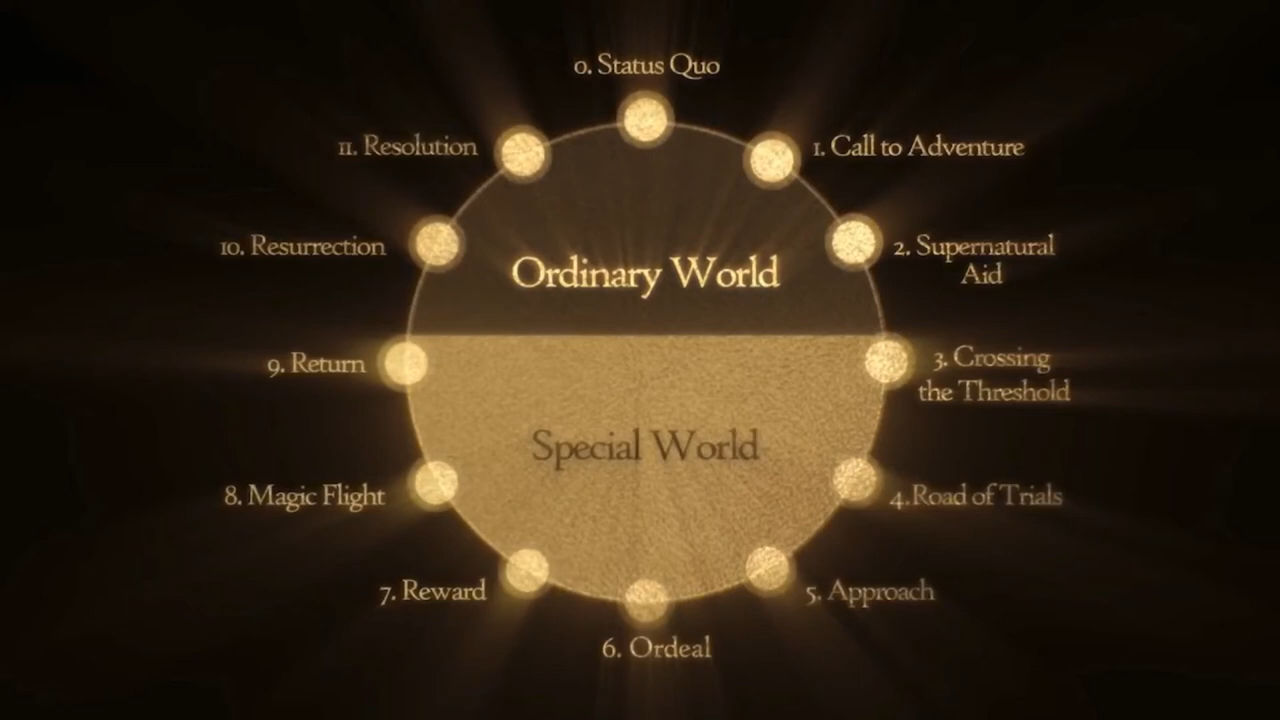 0. Status Quo
11. Resolution
1. Call to Adventure
10. Resurrection
2. Supernatural
Aid
Ordinary World
9. Return
3. Crossing
the Threshold
Special World
8. Magic Flight
4.Road of Trials
7. Reward
5. Approach
6. Ordeal